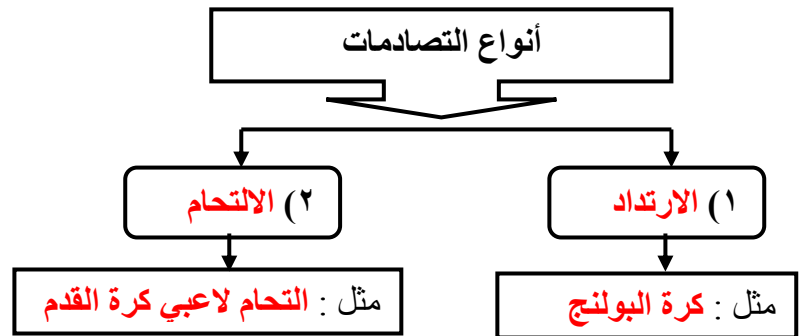 أنواع التصادمات
١) الارتداد
٢) الالتحام
مثل : كرة البولنج
مثل : التحام لاعبي كرة القدم